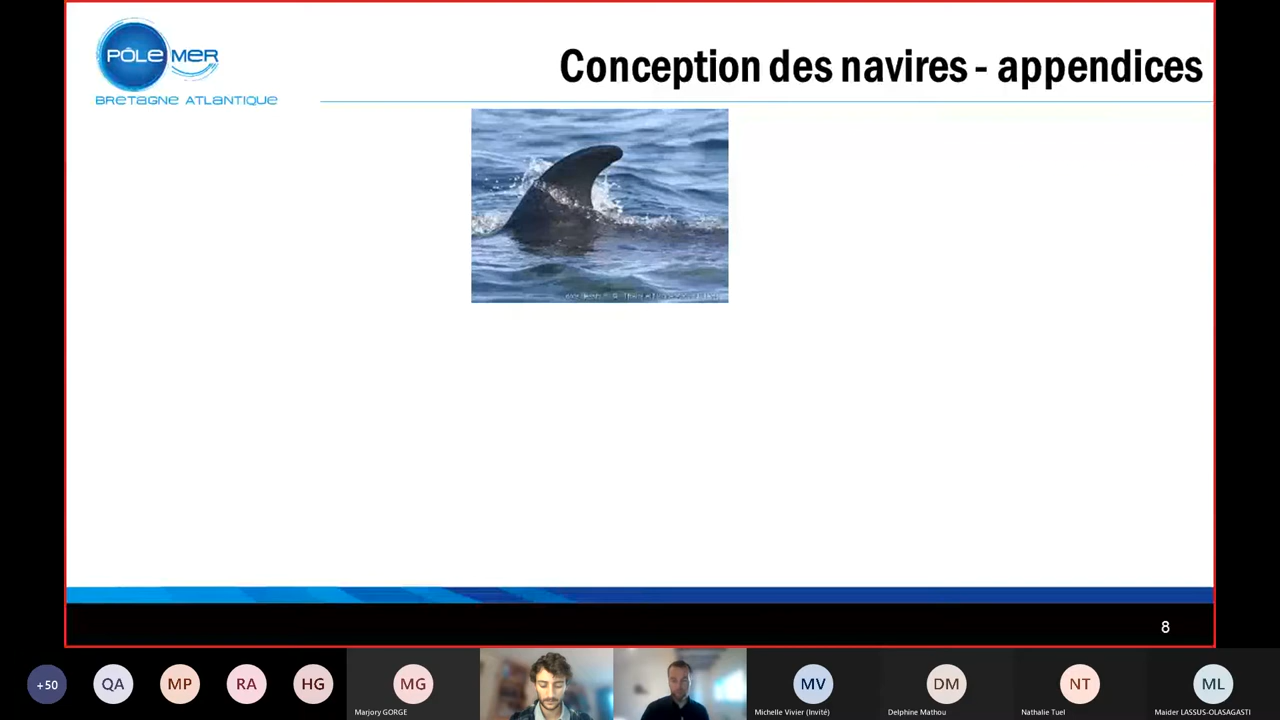 PÔLE MER
BRETAGNE ATLANTIQUE
Conception des navires - appendices
8
+50
QA
MP
RA
HG
MG
Marjory GORGE
MV
Michelle Vivier (Invité)
DM
Delphine Mathou
NT
Nathalie Tuel
ML
Maider LASSUS-OLASAGASTI